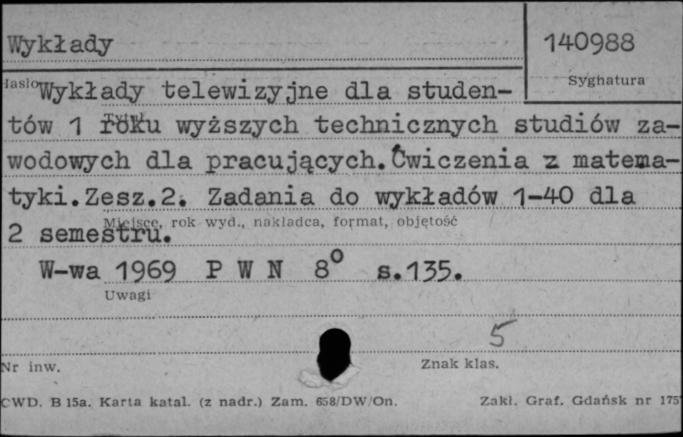 Wykłady
140988
Sygnatura
Hasło
Wykłady telewizyjne dla studen-
tów 1 roku wyższych technicznych studiów za-
wodowych dla pracujących.Ćwiczenia z matema-
tyki.Zesz.2. Zadania do wykładów 1-40 dla
Miejsce, rok wyd., nakładca, format, objętość
2 semestru.
W-wa 1969 P W N 8° s.135.
Uwagi
5
Nr inw.
Znak klas.
CWD. B 15a. Karta katal. (z nadr.) Zam. 658/DW/On.
Zakł. Graf. Gdańsk nr 175